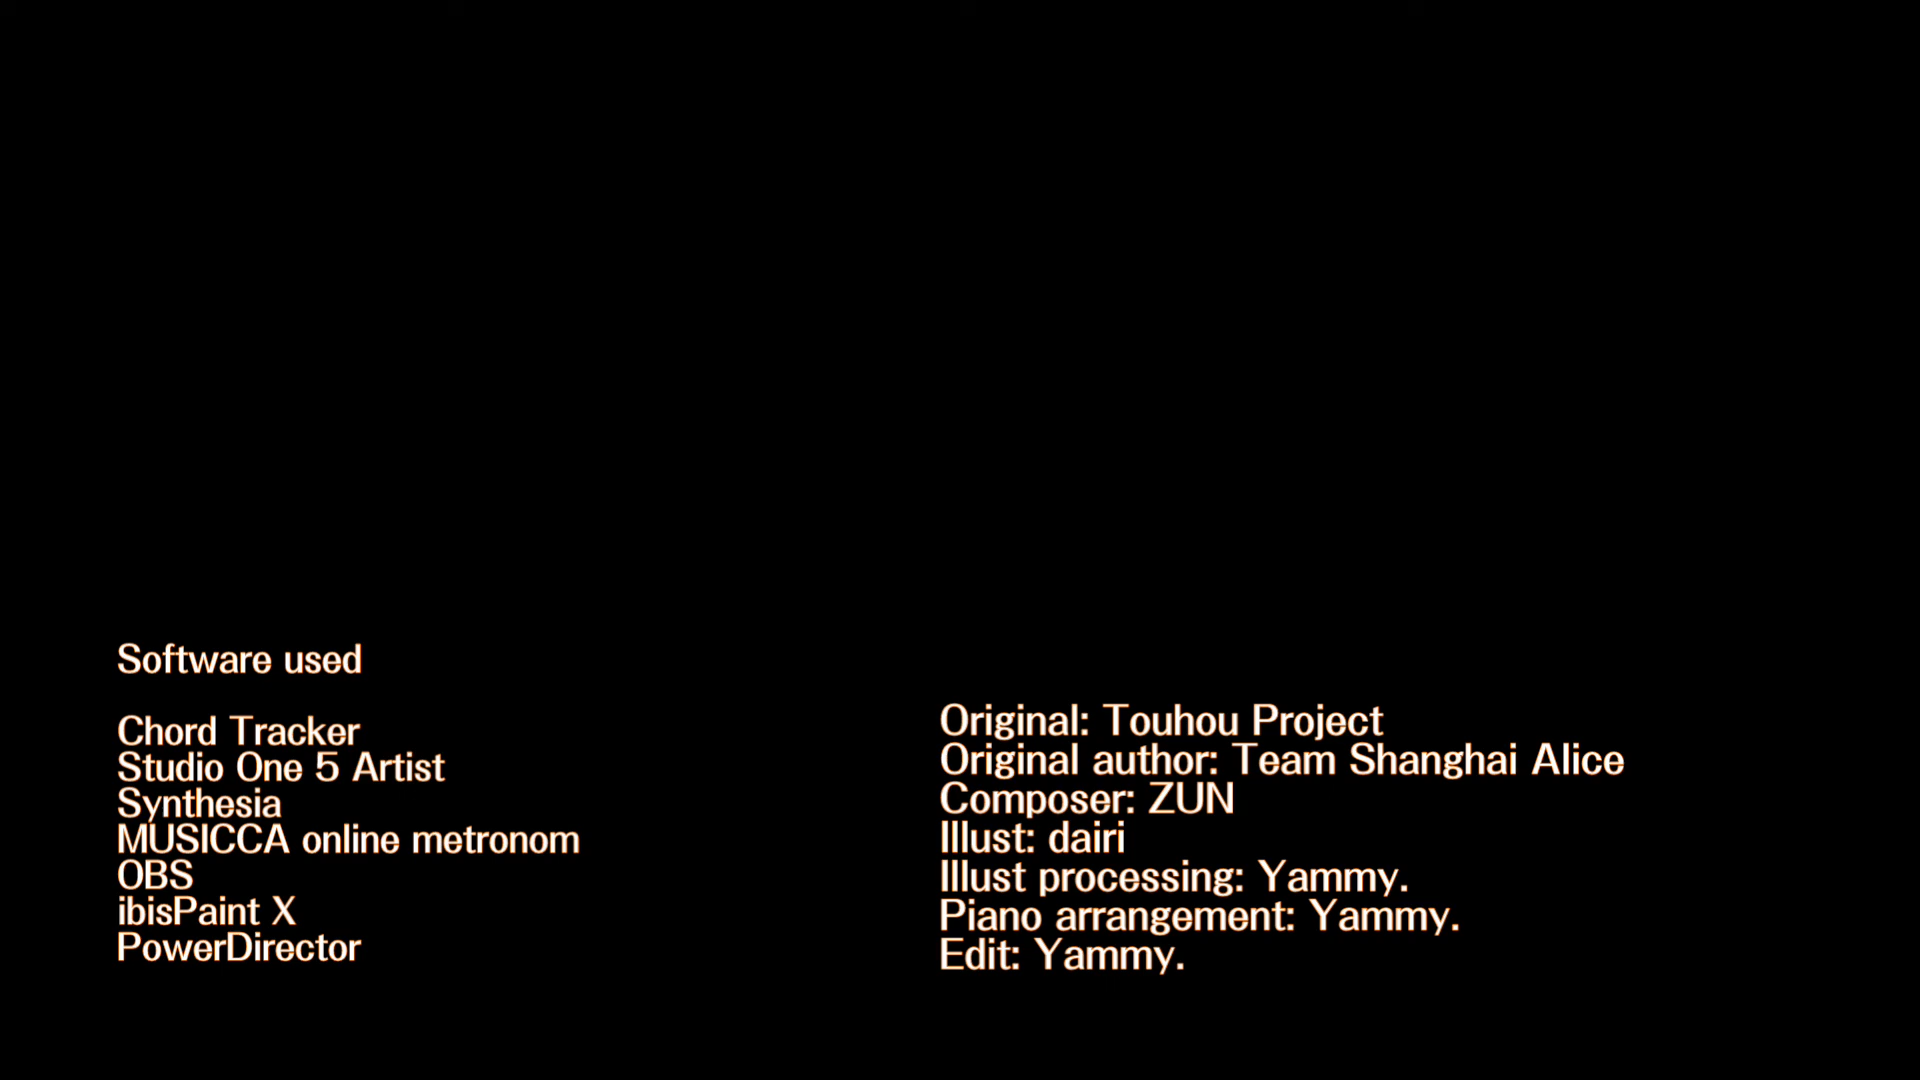 Software used
Chord Tracker
Studio One 5 Artist
Synthesia
MUSICCA online metronom
OBS
ibisPaint X
PowerDirector
Original: Touhou Project
Original author: Team Shanghai Alice
Composer: ZUN
Illust: dairi
Illust processing: Yammy.
Piano arrangement: Yammy.
Edit: Yammy.